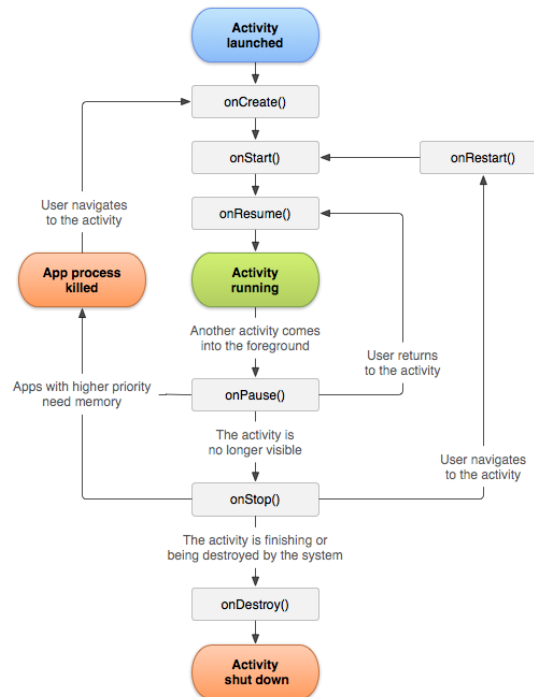 Activity
launched
onCreate()
onStart()
onRestart()
User navigates
to the activity
onResume()
App process
killed
Activity
running
Another activity comes
into the foreground
User returns
to the activity
Apps with higher priority
need memory
onPause()
The activity is
no longer visible
User navigates
to the activity
onStop()
The activity is finishing or
being destroyed by the system
onDestroy()
Activity
shut down